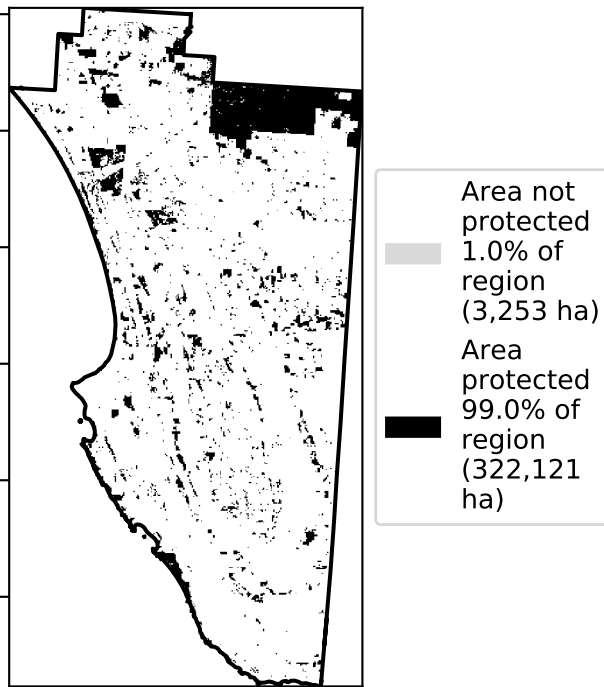 Area not
protected
1.0% of
region
(3,253 ha)
Area
protected
99.0% of
region
(322,121
ha)